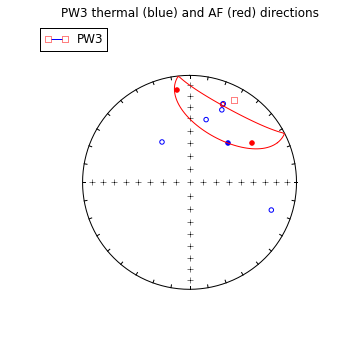 PW3 thermal (blue) and AF (red) directions
PW3